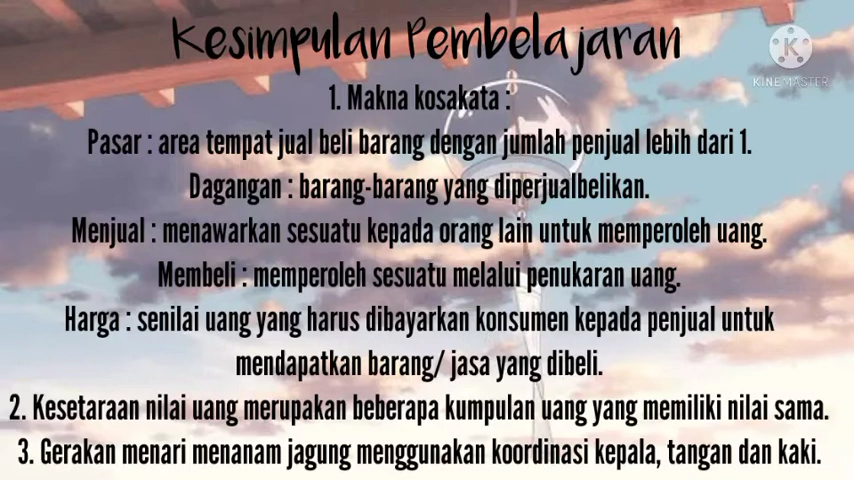 Kesimpulan Pembelajaran
K
KINEMASTER
1. Makna kosakata :
Pasar : area tempat jual beli barang dengan jumlah penjual lebih dari 1.
Dagangan : barang-barang yang diperjualbelikan.
Menjual : menawarkan sesuatu kepada orang lain untuk memperoleh uang.
Membeli : memperoleh sesuatu melalui penukaran uang.
Harga : senilai uang yang harus dibayarkan konsumen kepada penjual untuk
mendapatkan barang/ jasa yang dibeli.
2. Kesetaraan nilai uang merupakan beberapa kumpulan uang yang memiliki nilai sama.
3. Gerakan menari menanam jagung menggunakan koordinasi kepala, tangan dan kaki.